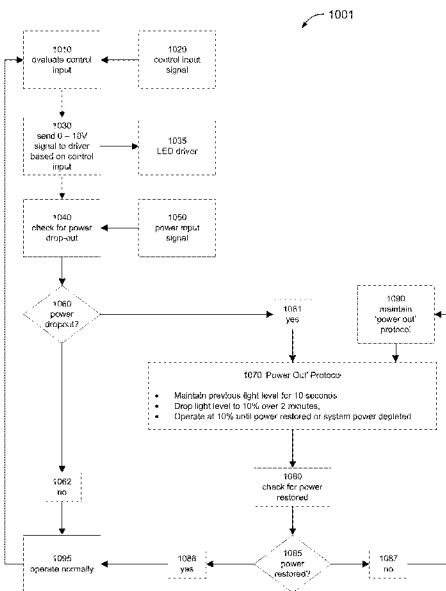 1001
1010
evaluate control
input
1020
control input
signal
1030
send 0 – 10V
signal to driver
based on control
input
1035
LED driver
1040
check for power
drop-out
1050
power input
signal
1060
power
dropout?
1061
yes
1090
maintain
'power out'
protocol
1070 'Power Out' Protocol
• Maintain previous light level for 10 seconds
• Drop light level to 10% over 2 minutes,
• Operate at 10% until power restored or system power depleted
1062
no
1080
check for power
restored
1095
operate normally
1086
yes
1085
power
restored?
1087
no